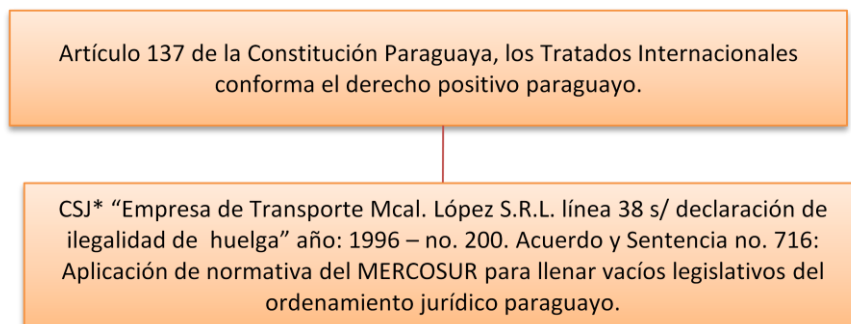 Artículo 137 de la Constitución Paraguaya, los Tratados Internacionales
conforma el derecho positivo paraguayo.
CSJ* “Empresa de Transporte Mcal. López S.R.L. línea 38 s/ declaración de
ilegalidad de huelga” año: 1996 – no. 200. Acuerdo y Sentencia no. 716:
Aplicación de normativa del MERCOSUR para llenar vacíos legislativos del
ordenamiento jurídico paraguayo.